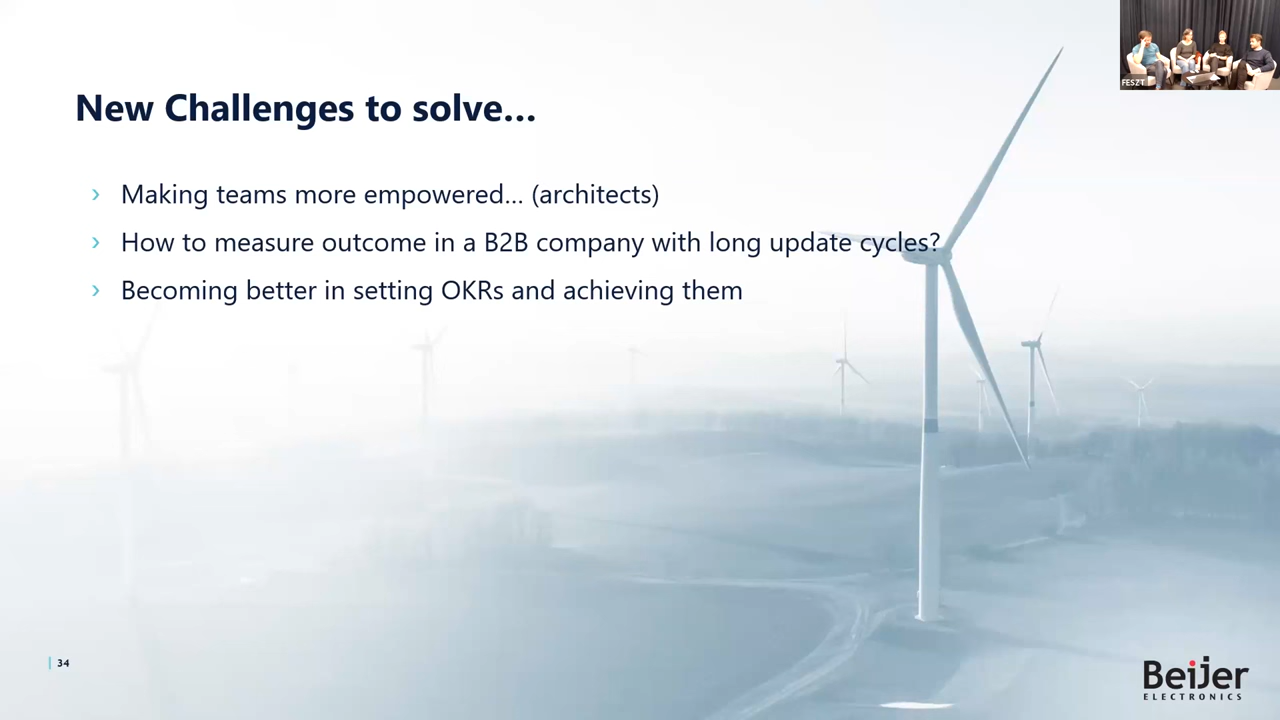 FESZT
New Challenges to solve...
› Making teams more empowered... (architects)
› How to measure outcome in a B2B company with long update cycles?
› Becoming better in setting OKRs and achieving them
34
Beijer
ELECTRONICS